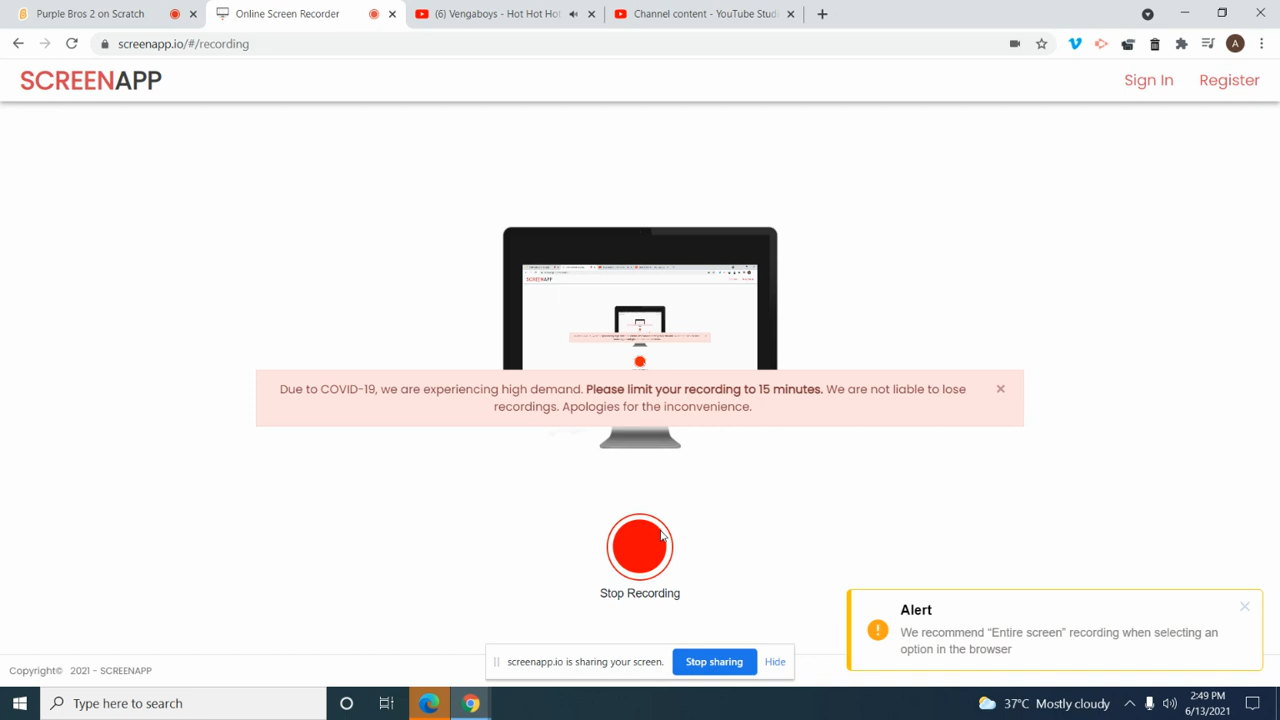 Purple Bros 2 on Scratch
Online Screen Recorder
(6) Vengaboys - Hot Hot Hot
Channel content - YouTube Studi
screenapp.io/#/recording
A
SCREENAPP
Sign In
Register
Due to COVID-19, we are experiencing high demand. Please limit your recording to 15 minutes. We are not liable to lose
recordings. Apologies for the inconvenience.
Stop Recording
Alert
We recommend “Entire screen” recording when selecting an
option in the browser
screenapp.io is sharing your screen.
Stop sharing
Hide
Copyright© 2021 - SCREENAPP
Type here to search
37°C Mostly cloudy
2:49 PM
6/13/2021